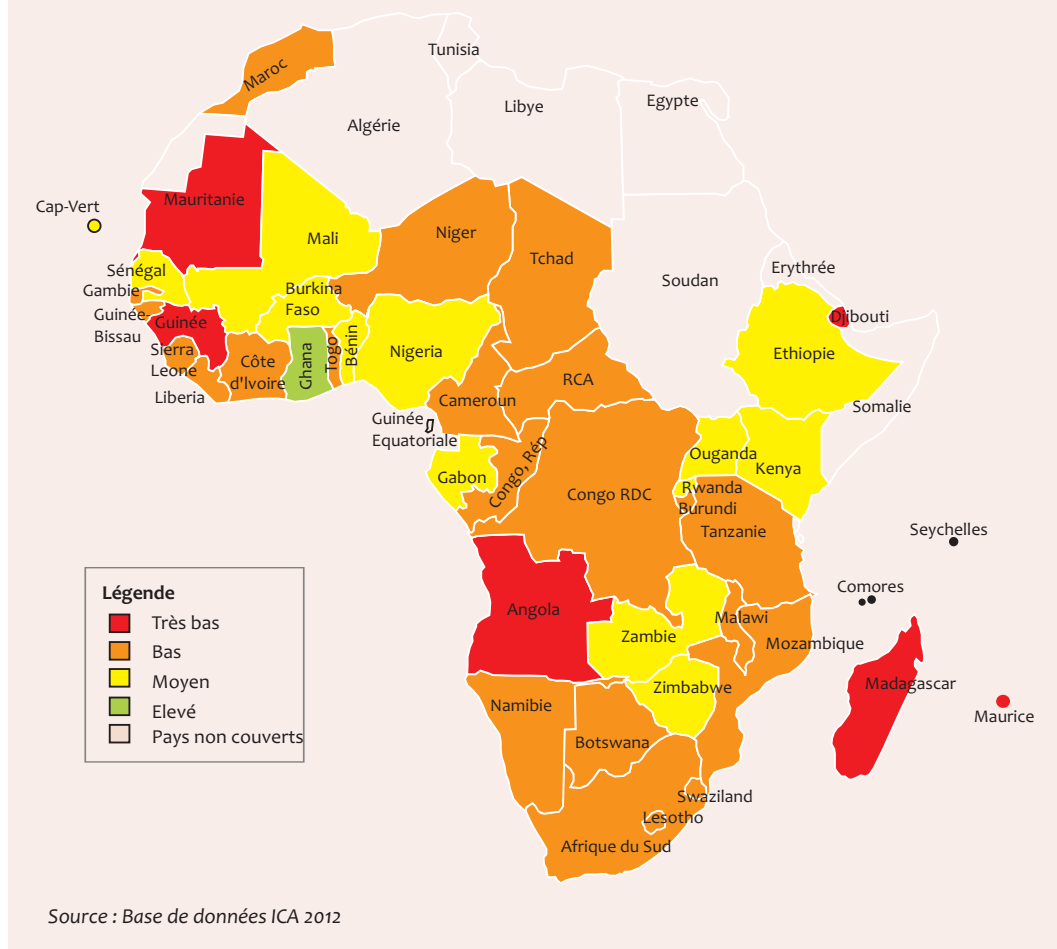 Tunisia
Maroc
Algérie
Libye
Egypte
Mauritanie
Cap-Vert
Mali
Niger
Tchad
Soudan
Erythrée
Sénégal
Gambie
Guinée-
Bissau
Guinée
Burkina
Faso
Djibouti
Sierra
Leone
Liberia
Côte
d'Ivoire
Ghana
Togo
Bénin
Nigeria
Ethiopie
Somalie
Cameroun
RCA
Guinée
Equatoriale
Gabon
Congo, Rép
Congo RDC
Ouganda
Kenya
Rwanda
Burundi
Tanzanie
Seychelles
Comores
Angola
Zambie
Malawi
Mozambique
Madagascar
Maurice
Zimbabwe
Namibie
Botswana
Swaziland
Lesotho
Afrique du Sud
Légende
Très bas
Bas
Moyen
Elevé
Pays non couverts
Source : Base de données ICA 2012